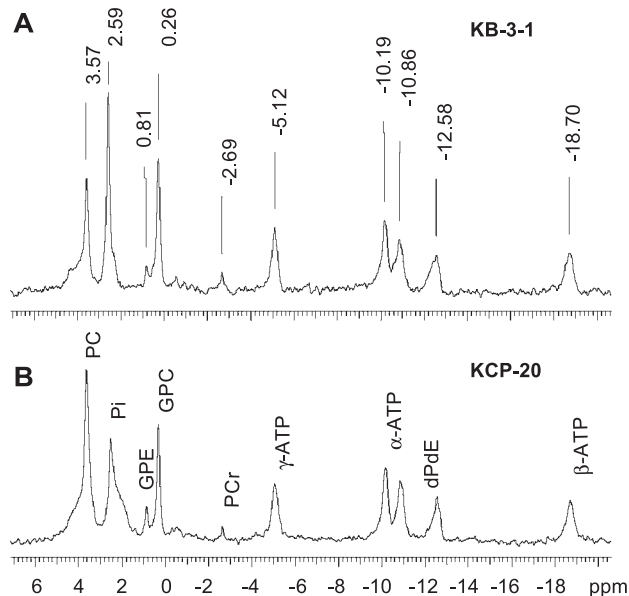 A
KB-3-1
3.57
2.59
0.81
0.26
-2.69
-5.12
-10.19
-10.86
-12.58
-18.70
B
KCP-20
PC
Pi
GPE
GPC
PCr
γ-ATP
α-ATP
dPdE
β-ATP
6 4 2 0 -2 -4 -6 -8 -10 -12 -14 -16 -18 ppm